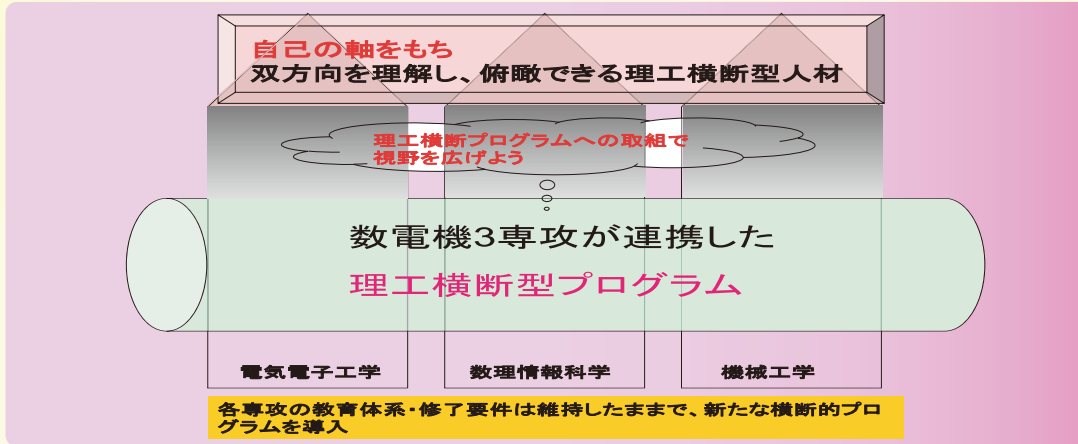 自己の軸をもち
双方向を理解し、俯瞰できる理工横断型人材
理工横断プログラムへの取組で
視野を広げよう
数電機3専攻が連携した
理工横断型プログラム
電気電子工学
数理情報科学
機械工学
各専攻の教育体系・修了要件は維持したままで、新たな横断的プロ
グラムを導入